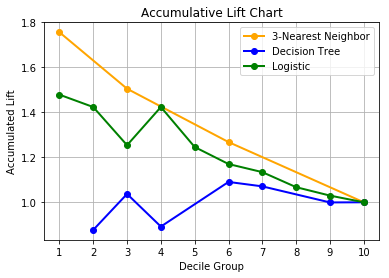 Accumulative Lift Chart
1.8
1.6
1.4
1.2
1.0
Accumulated Lift
3-Nearest Neighbor
Decision Tree
Logistic
1 2 3 4 5 6 7 8 9 10
Decile Group